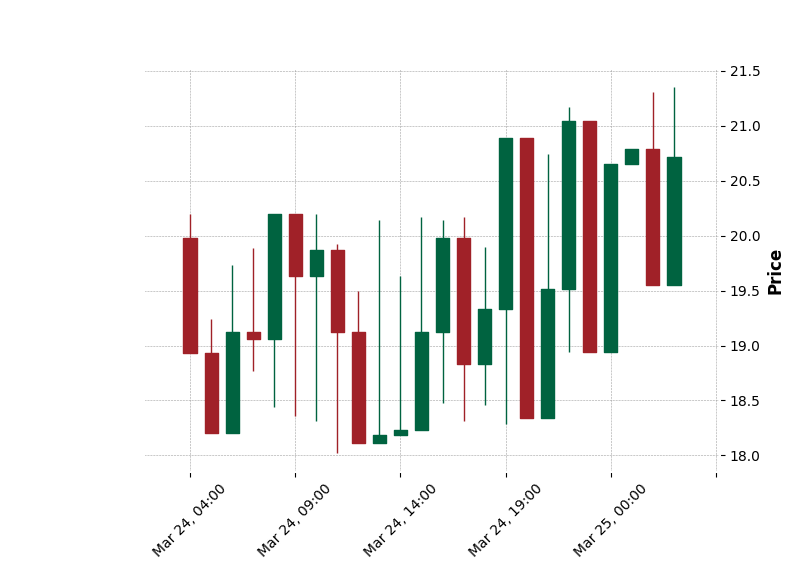 21.5
21.0
20.5
20.0
19.5
19.0
18.5
18.0
Price
Mar 24, 04:00
Mar 24, 09:00
Mar 24, 14:00
Mar 24, 19:00
Mar 25, 00:00